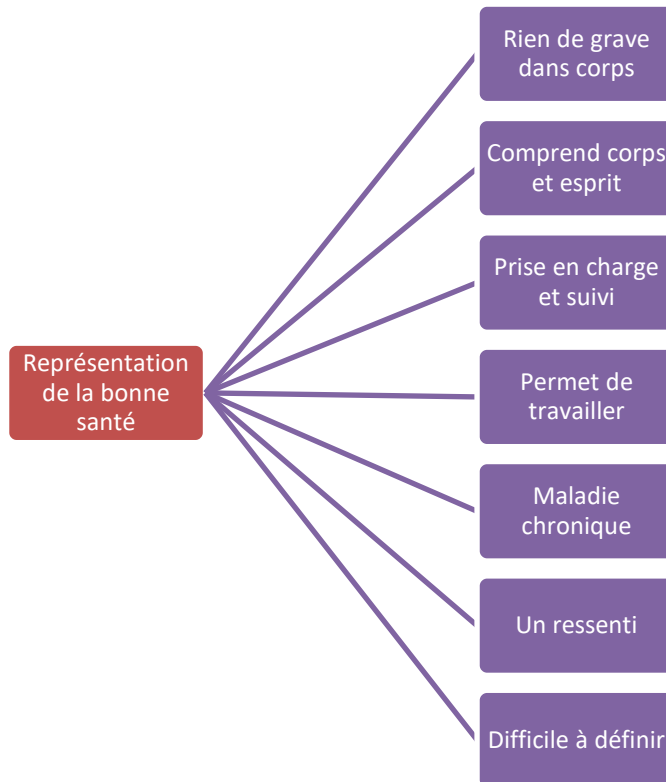 Rien de grave
dans corps
Comprend corps
et esprit
Prise en charge
et suivi
Représentation
de la bonne
santé
Permet de
travailler
Maladie
chronique
Un ressenti
Difficile à définir